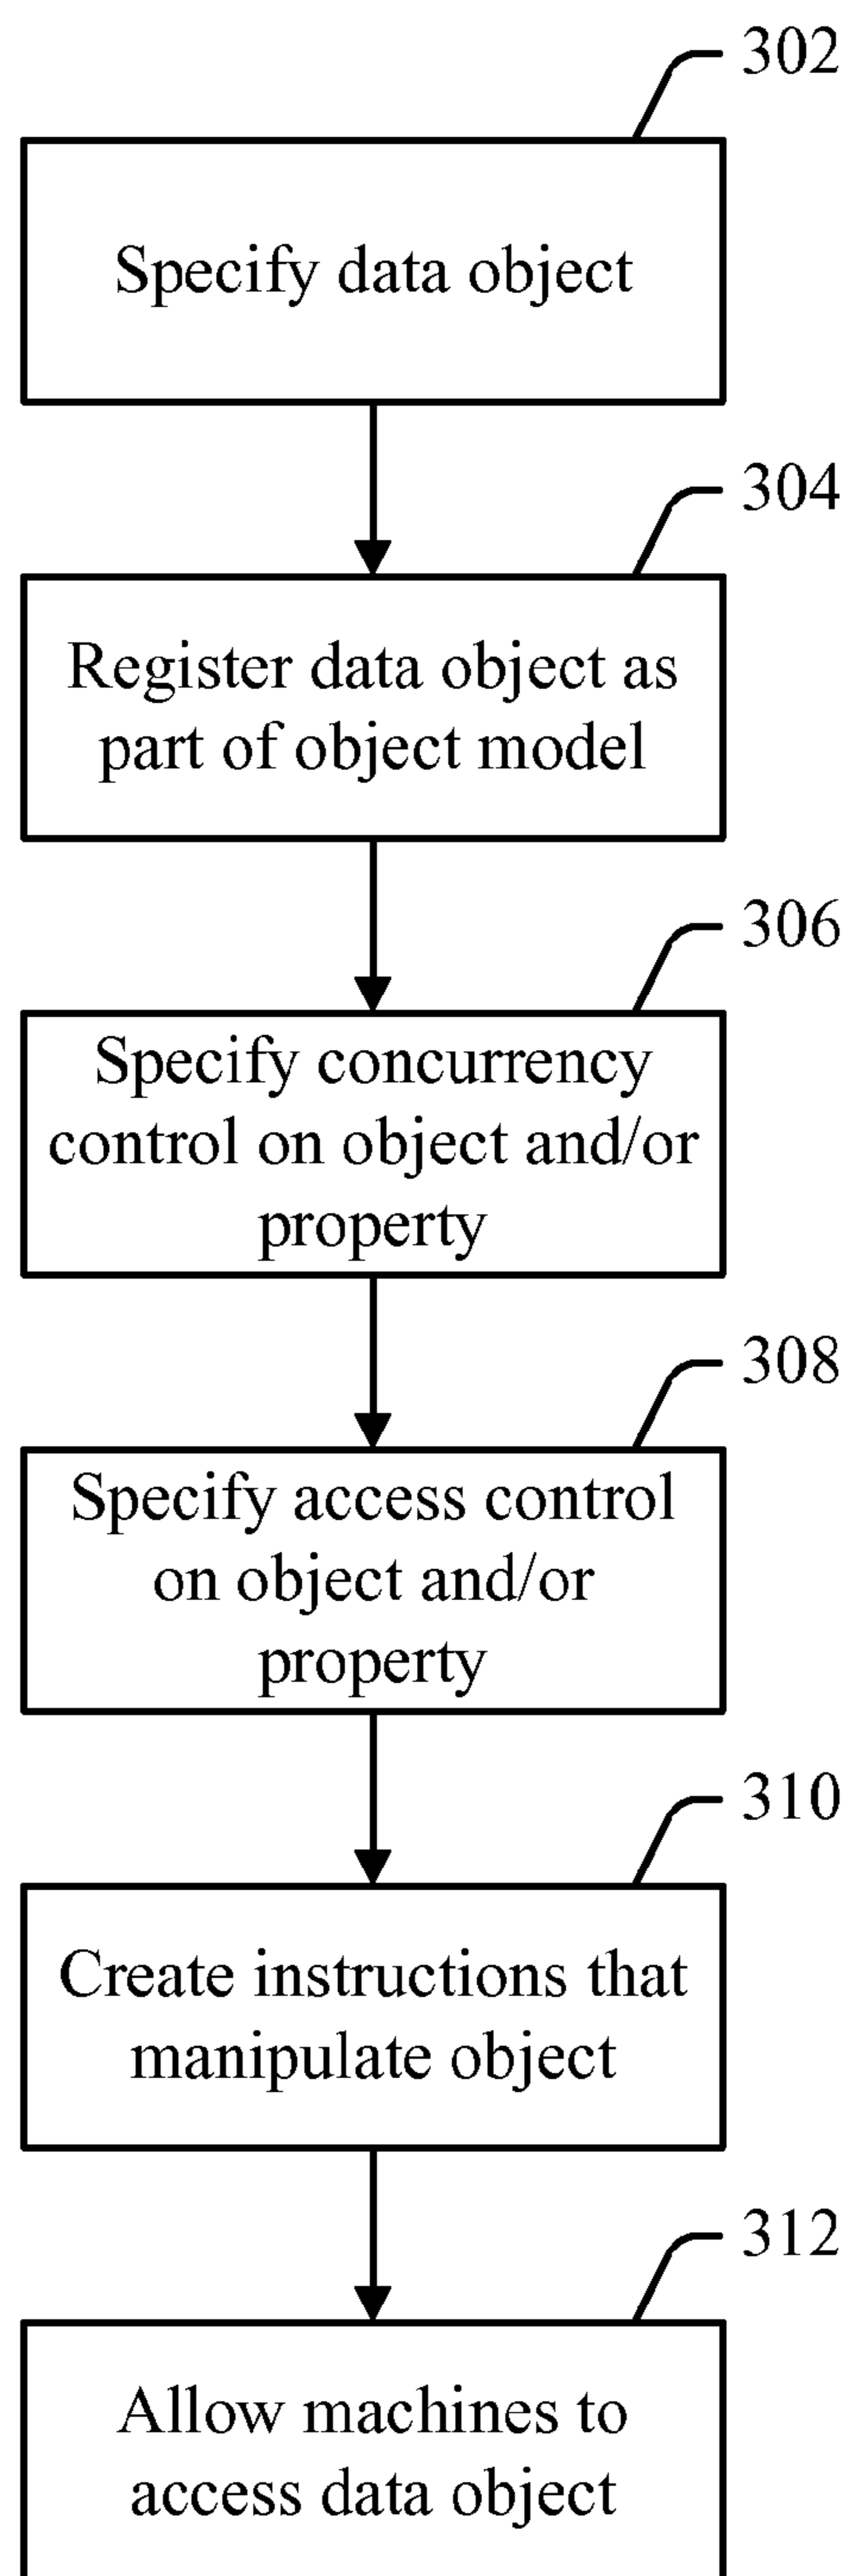 302
Specify data object
304
Register data object as
part of object model
306
Specify concurrency
control on object and/or
property
308
Specify access control
on object and/or
property
310
Create instructions that
manipulate object
312
Allow machines to
access data object